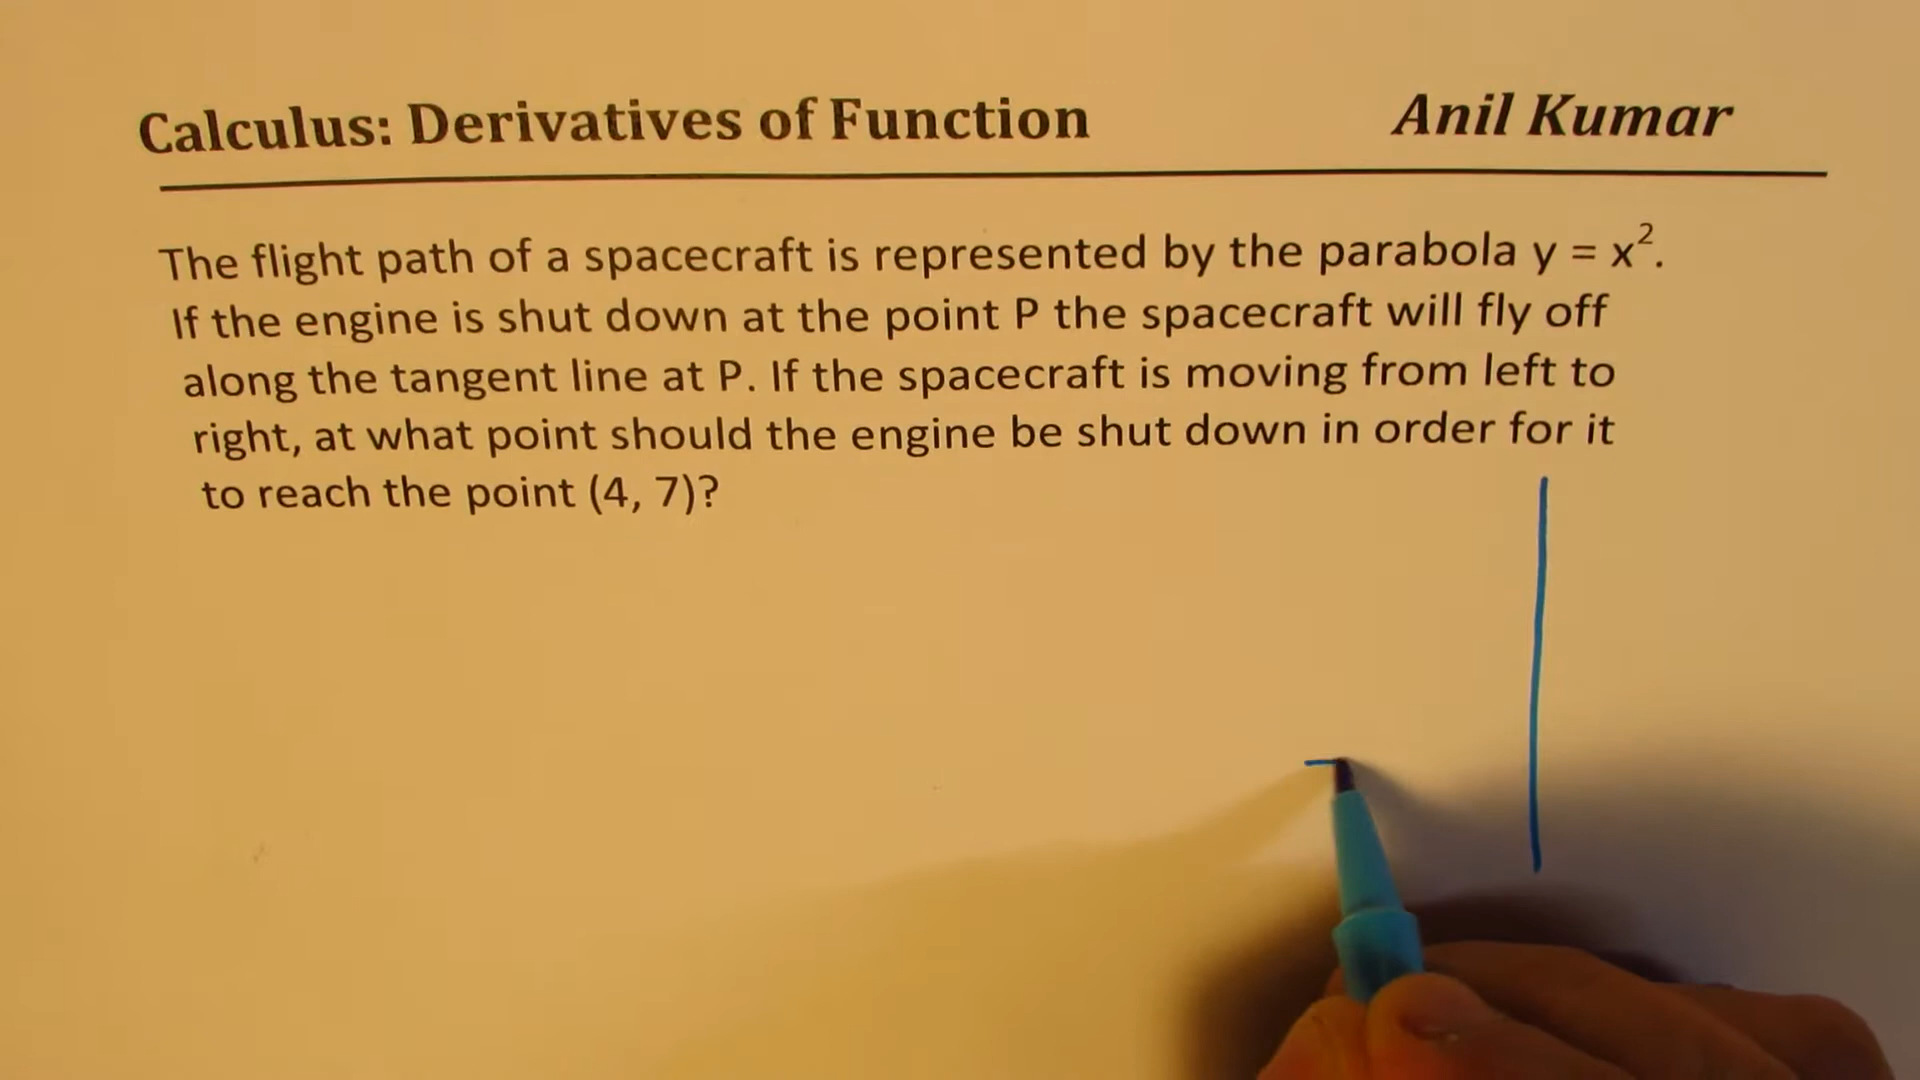 Calculus: Derivatives of Function Anil Kumar
The flight path of a spacecraft is represented by the parabola y = x².
If the engine is shut down at the point P the spacecraft will fly off
along the tangent line at P. If the spacecraft is moving from left to
right, at what point should the engine be shut down in order for it
to reach the point (4, 7)?